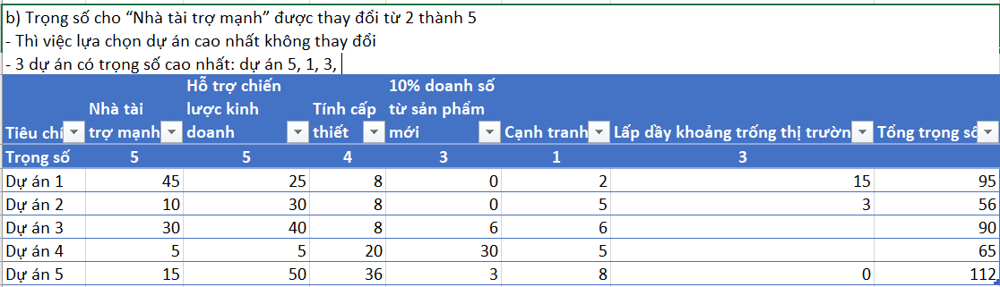 b) Trọng số cho “Nhà tài trợ mạnh” được thay đổi từ 2 thành 5
- Thì việc lựa chọn dự án cao nhất không thay đổi
- 3 dự án có trọng số cao nhất: dự án 5, 1, 3,
Tiêu chí Nhà tài trợ mạnh Hỗ trợ chiến lược kinh doanh Tính cấp thiết 10% doanh số từ sản phẩm mới Cạnh tranh Lấp dầy khoảng trống thị trườn Tổng trọng số
Trọng số 5 5 4 3 1 3
Dự án 1 45 25 8 0 2 15 95
Dự án 2 10 30 8 0 5 3 56
Dự án 3 30 40 8 6 6 90
Dự án 4 5 5 20 30 5 65
Dự án 5 15 50 36 3 8 0 112